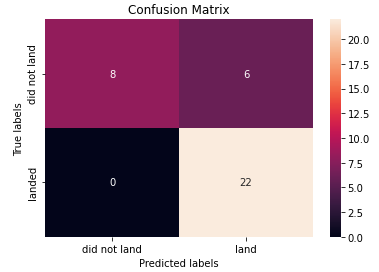 Confusion Matrix
True labels
did not land
landed
8
6
0
22
did not land
land
Predicted labels
20.0
17.5
15.0
12.5
10.0
7.5
5.0
2.5
0.0